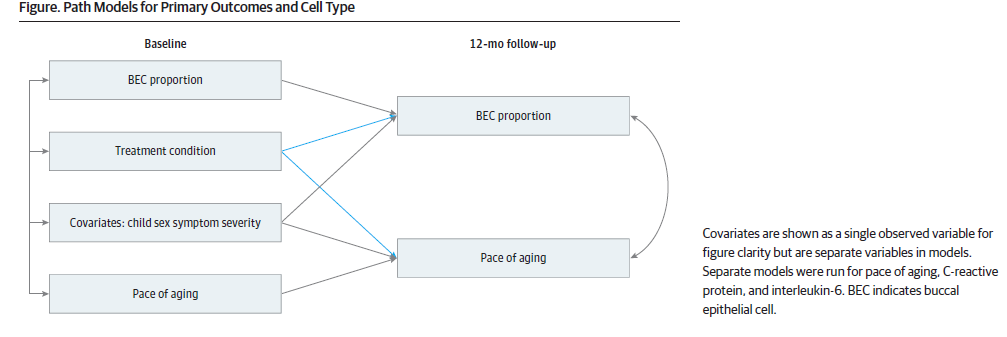 Figure. Path Models for Primary Outcomes and Cell Type
Baseline
12-mo follow-up
BEC proportion
Treatment condition
Covariates: child sex symptom severity
Pace of aging
BEC proportion
Pace of aging
Covariates are shown as a single observed variable for
figure clarity but are separate variables in models.
Separate models were run for pace of aging, C-reactive
protein, and interleukin-6. BEC indicates buccal
epithelial cell.